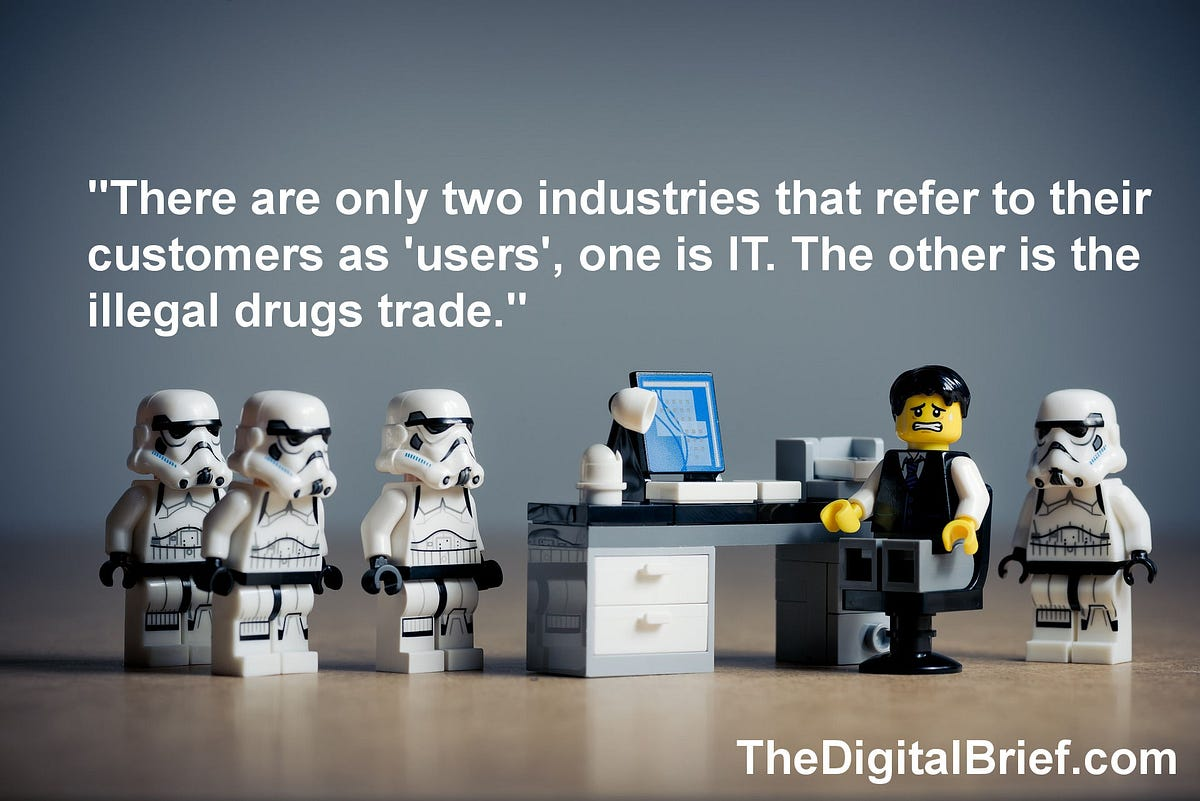 "There are only two industries that refer to their
customers as 'users', one is IT. The other is the
illegal drugs trade."
TheDigitalBrief.com